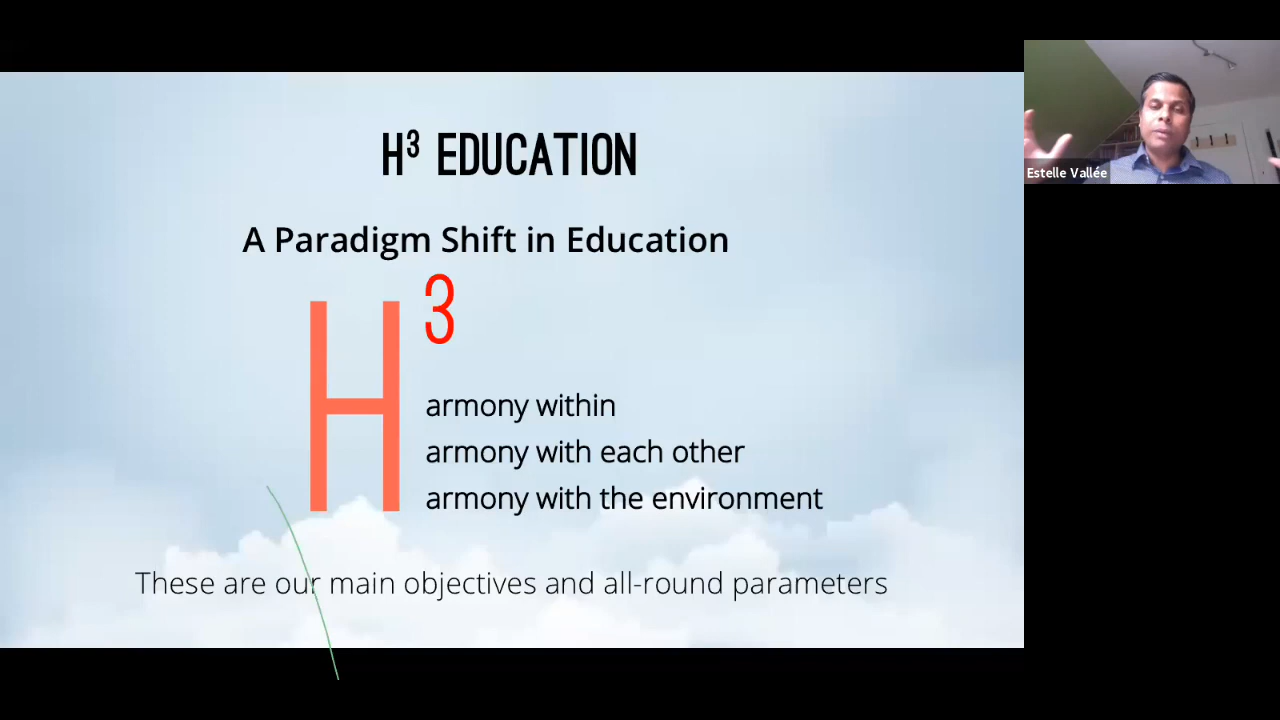 H³ EDUCATION
A Paradigm Shift in Education
H³
armony within
armony with each other
armony with the environment
These are our main objectives and all-round parameters
Estelle Vallée